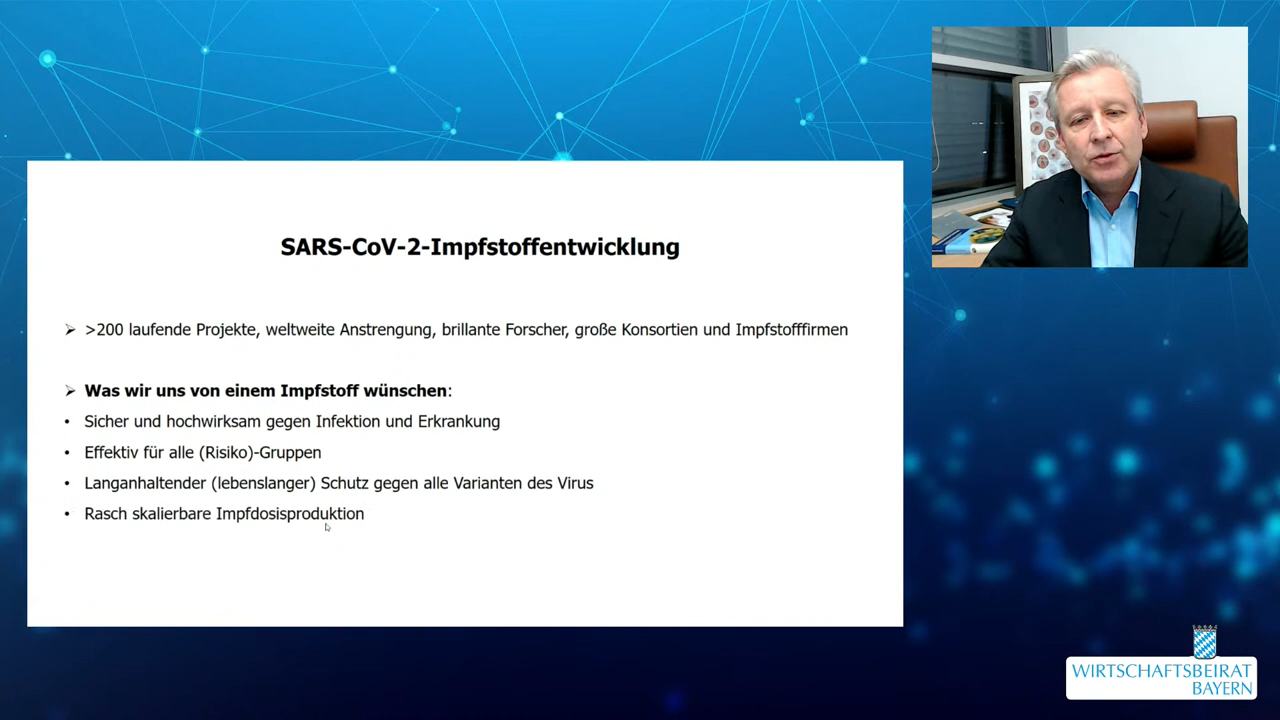 SARS-CoV-2-Impfstoffentwicklung
➢ >200 laufende Projekte, weltweite Anstrengung, brillante Forscher, große Konsortien und Impfstofffirmen
➢ Was wir uns von einem Impfstoff wünschen:
• Sicher und hochwirksam gegen Infektion und Erkrankung
• Effektiv für alle (Risiko)-Gruppen
• Langanhaltender (lebenslanger) Schutz gegen alle Varianten des Virus
• Rasch skalierbare Impfdosisproduktion
WIRTSCHAFTSBEIRAT
BAYERN